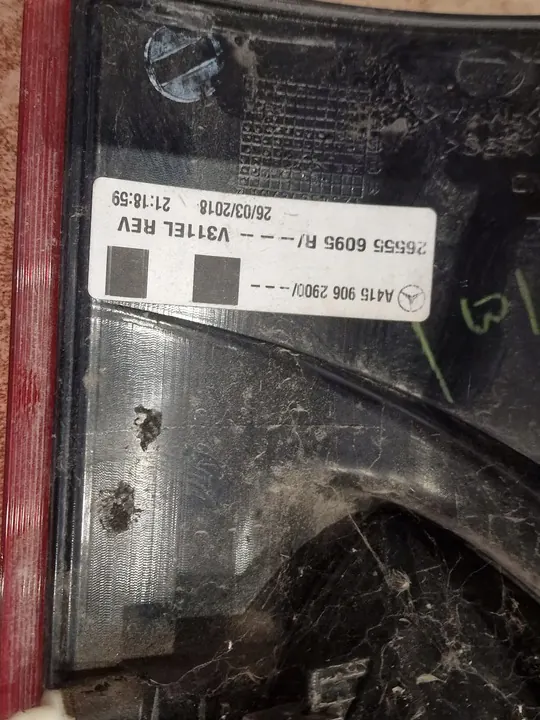 A415 906 2900/---
26555 6095 R/--- V311EL REV
26/03/2018 21:18:59